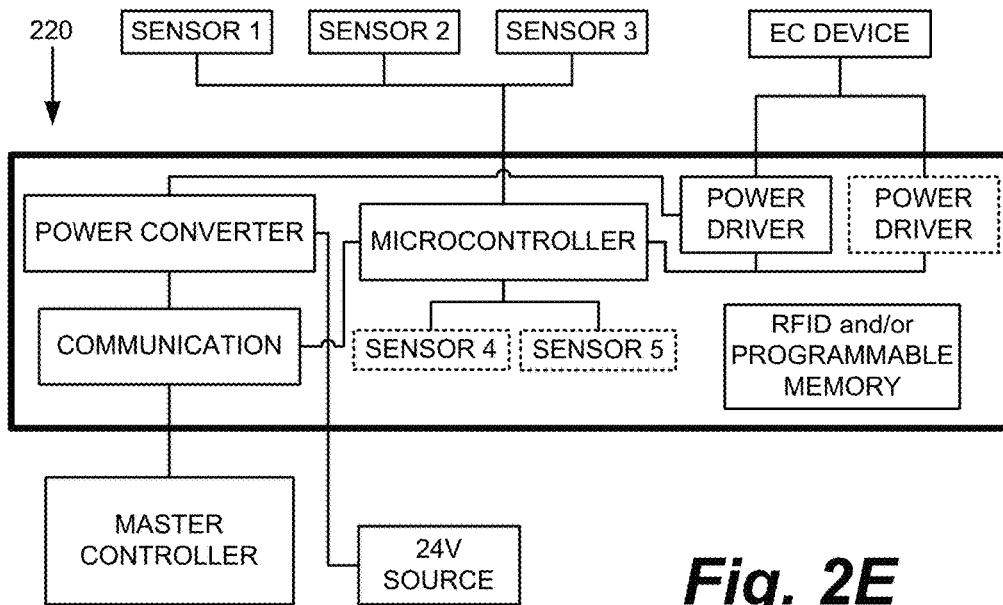 220
SENSOR 1
SENSOR 2
SENSOR 3
EC DEVICE
POWER CONVERTER
MICROCONTROLLER
POWER
DRIVER
POWER
DRIVER
COMMUNICATION
SENSOR 4
SENSOR 5
RFID and/or
PROGRAMMABLE
MEMORY
MASTER
CONTROLLER
24V
SOURCE
Fig. 2E